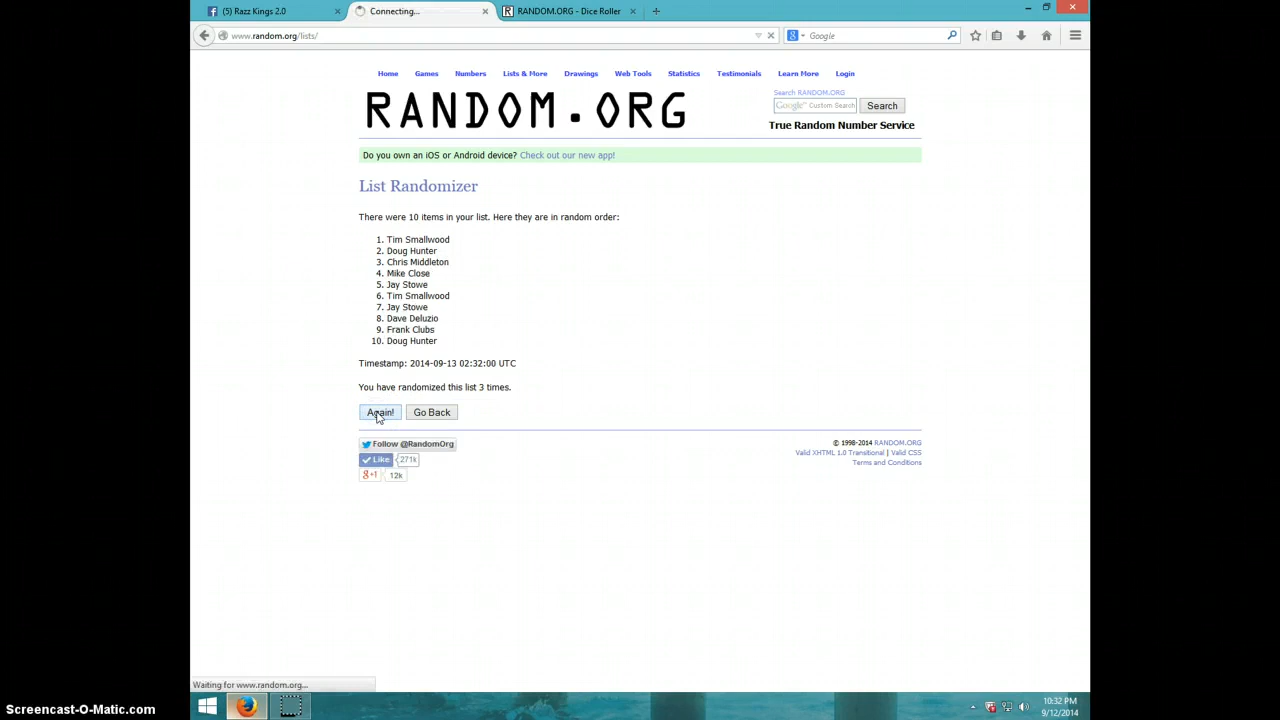 (5) Razz Kings 2.0
Connecting...
RANDOM.ORG - Dice Roller
www.random.org/lists/
Google
Home Games Numbers Lists & More Drawings Web Tools Statistics Testimonials Learn More Login
RANDOM.ORG
Search RANDOM.ORG
Google™ Custom Search
Search
True Random Number Service
Do you own an iOS or Android device? Check out our new app!
List Randomizer
There were 10 items in your list. Here they are in random order:
1. Tim Smallwood
2. Doug Hunter
3. Chris Middleton
4. Mike Close
5. Jay Stowe
6. Tim Smallwood
7. Jay Stowe
8. Dave Deluzio
9. Frank Clubs
10. Doug Hunter
Timestamp: 2014-09-13 02:32:00 UTC
You have randomized this list 3 times.
Again! Go Back
Follow @RandomOrg
Like 271k
+1 12k
© 1998-2014 RANDOM.ORG
Valid XHTML 1.0 Transitional | Valid CSS
Terms and Conditions
Waiting for www.random.org...
10:32 PM
9/12/2014
Screencast-O-Matic.com